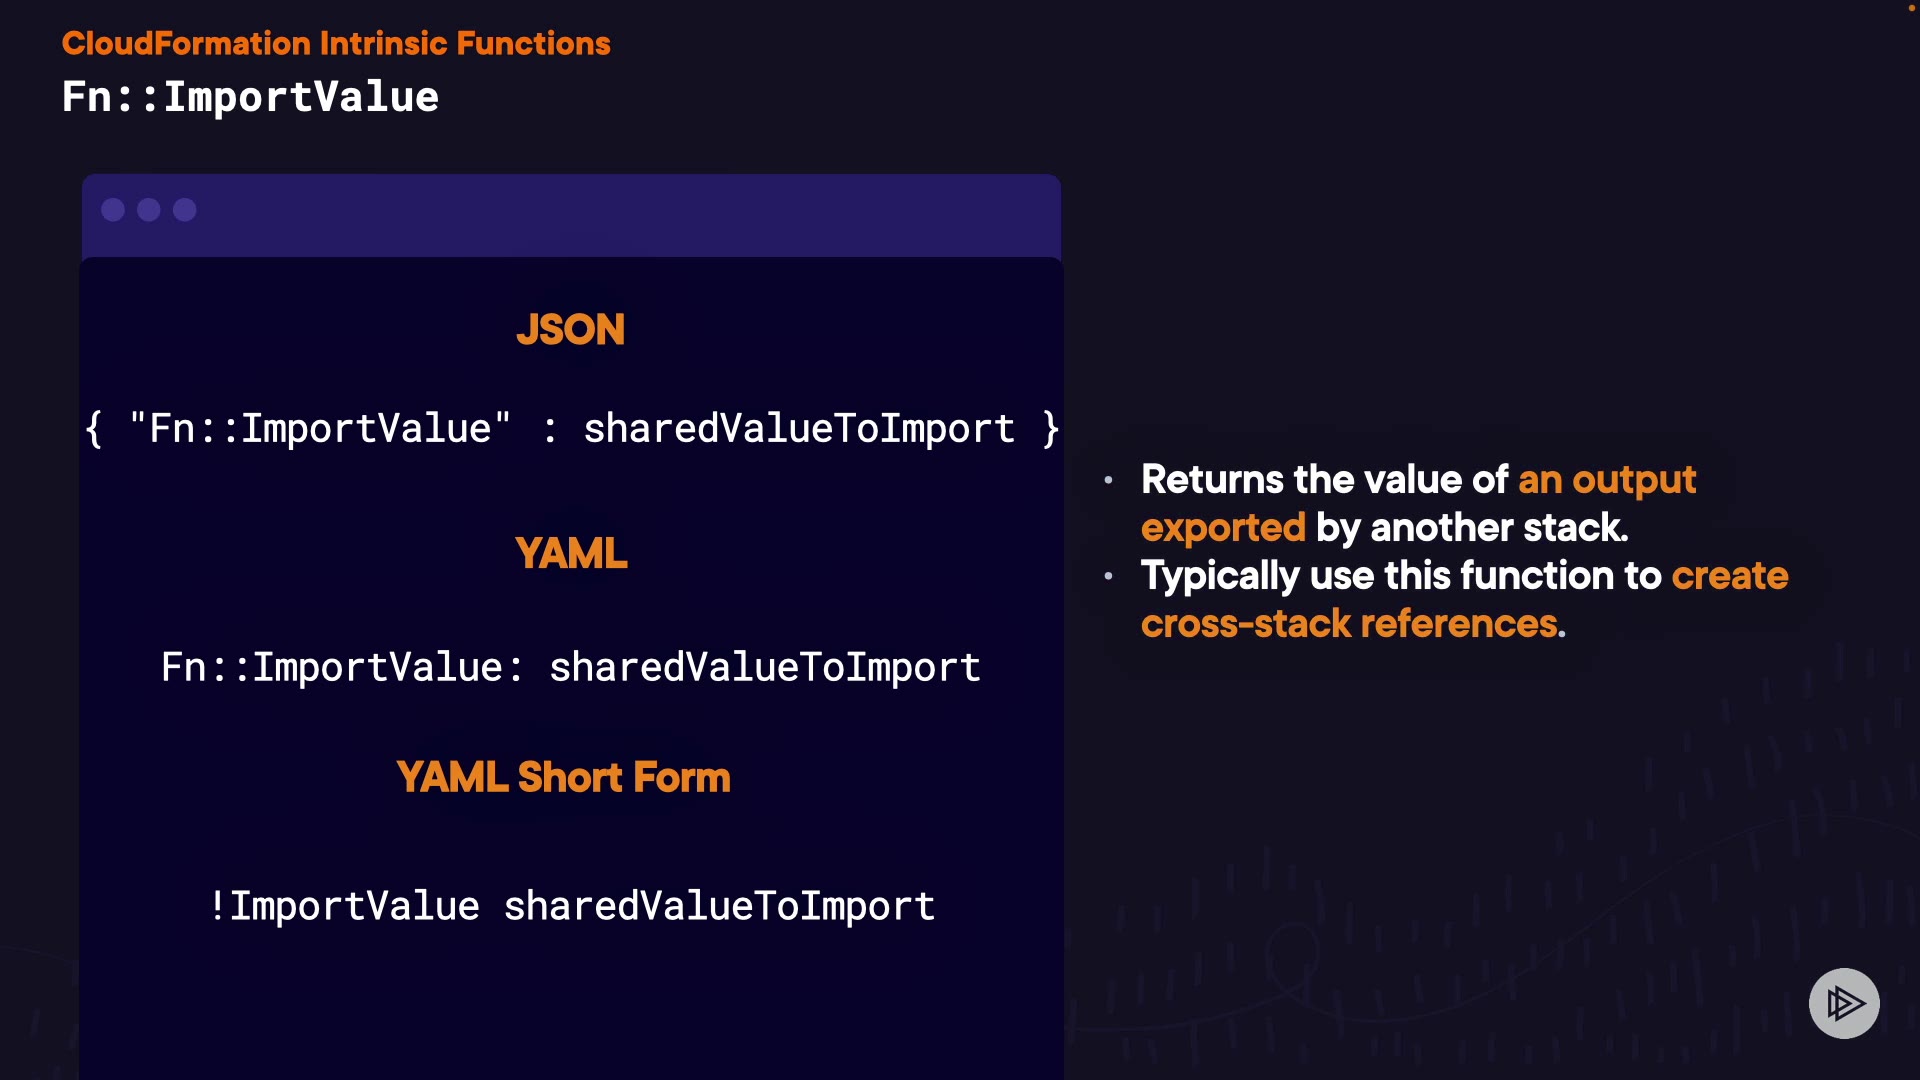 CloudFormation Intrinsic Functions
Fn::ImportValue
JSON
{ "Fn::ImportValue" : sharedValueToImport }
YAML
Fn::ImportValue: sharedValueToImport
YAML Short Form
!ImportValue sharedValueToImport
• Returns the value of an output
exported by another stack.
• Typically use this function to create
cross-stack references.